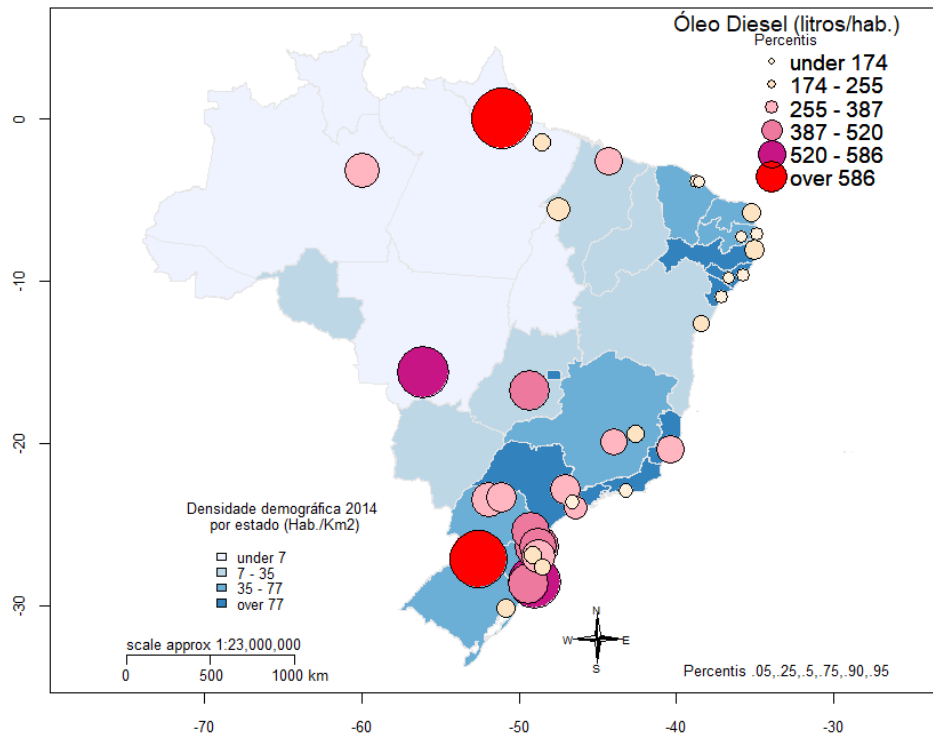 Óleo Diesel (litros/hab.)
Percentis
under 174
174 - 255
255 - 387
387 - 520
520 - 586
over 586
0
-10
-20
-30
Densidade demográfica 2014
por estado (Hab./Km2)
under 7
7 - 35
35 - 77
over 77
scale approx 1:23,000,000
0 500 1000 km
N
W E
S
Percentis .05,.25,.5,.75,.90,.95
-70 -60 -50 -40 -30